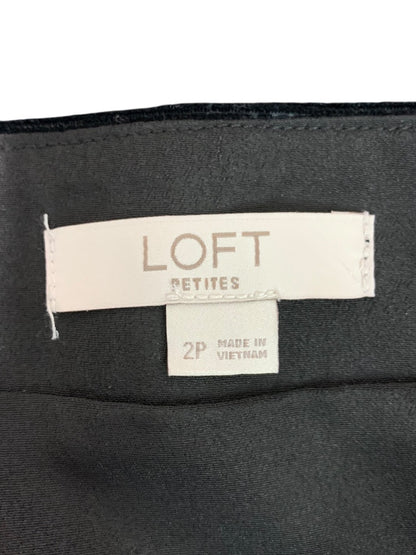 LOFT
PETITES
2P MADE IN
VIETNAM